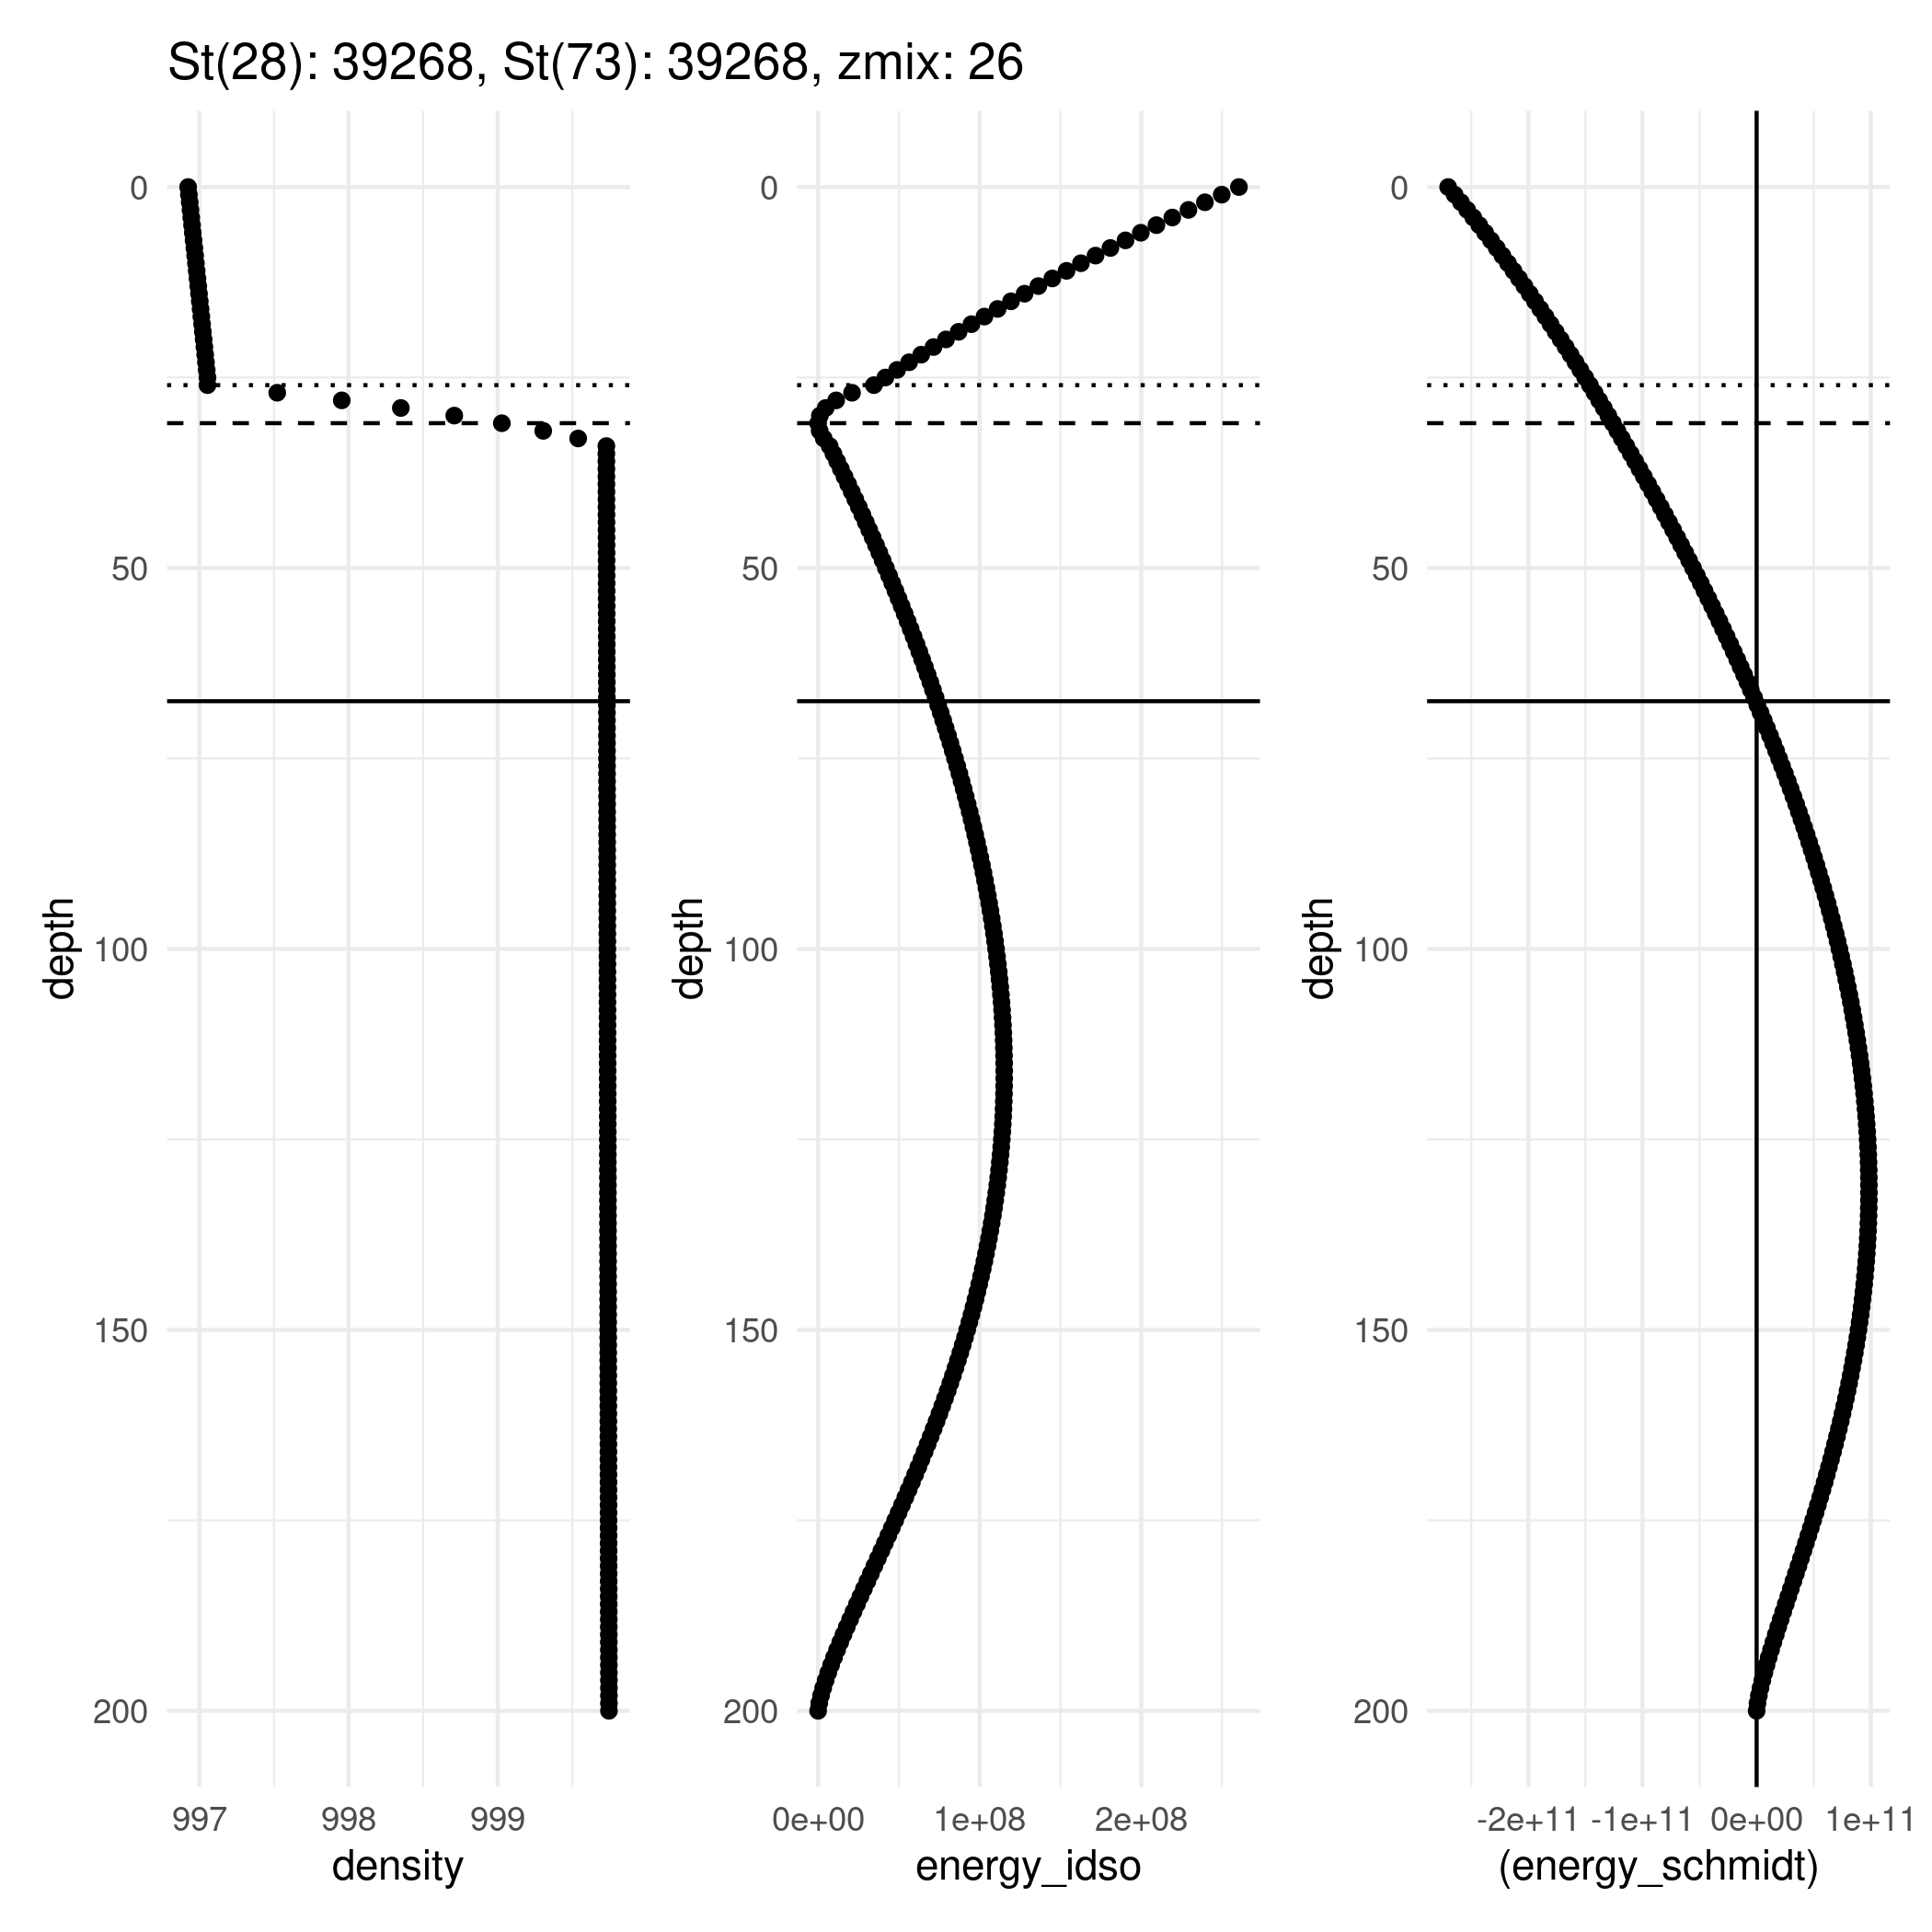 St(28): 39268, St(73): 39268, zmix: 26
0
50
100
150
200
depth
997 998 999
density
0
50
100
150
200
depth
0e+00 1e+08 2e+08
energy_idso
0
50
100
150
200
depth
-2e+11 -1e+11 0e+00 1e+11
(energy_schmidt)